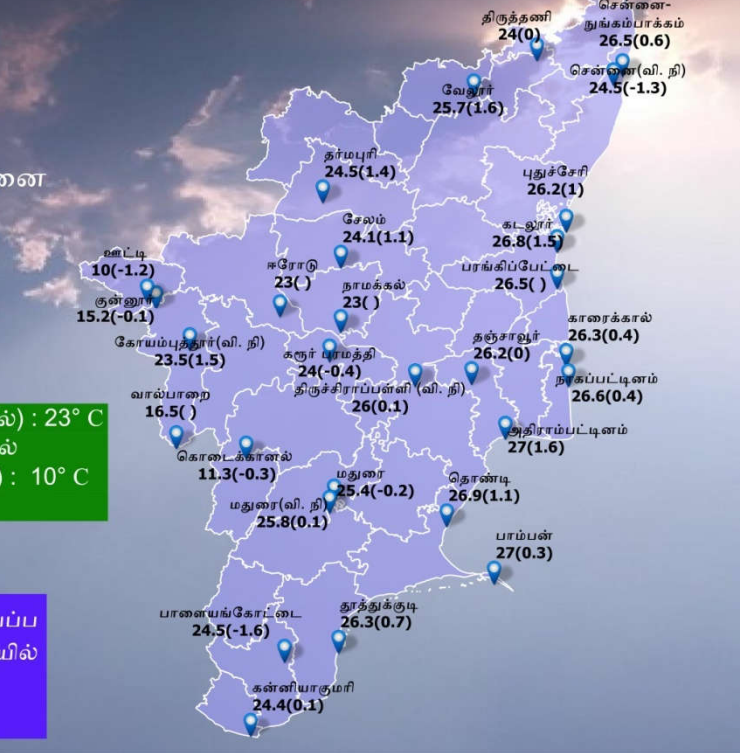 சென்னை-
நுங்கம்பாக்கம்
26.5(0.6)
திருத்தணி
24(0)
சென்னை(வி. நி)
24.5(-1.3)
வேலூர்
25.7(1.6)
தர்மபுரி
24.5(1.4)
புதுச்சேரி
26.2(1)
சேலம்
24.1(1.1)
கடலூர்
26.8(1.5)
ஊட்டி
10(-1.2)
ஈரோடு
23( )
நாமக்கல்
23( )
பரங்கிப்பேட்டை
26.5( )
குன்னூர்
15.2(-0.1)
கோயம்புத்தூர்(வி. நி)
23.5(1.5)
கரூர் பரமத்தி
24(-0.4)
தஞ்சாவூர்
26.2(0)
காரைக்கால்
26.3(0.4)
நாகப்பட்டினம்
26.6(0.4)
திருச்சிராப்பள்ளி (வி. நி)
26(0.1)
வால்பாறை
16.5( )
அதிராம்பட்டினம்
27(1.6)
கொடைக்கானல்
11.3(-0.3)
மதுரை
25.4(-0.2)
தொண்டி
26.9(1.1)
மதுரை(வி. நி)
25.8(0.1)
பாம்பன்
27(0.3)
பாளையங்கோட்டை
24.5(-1.6)
தூத்துக்குடி
26.3(0.7)
கன்னியாகுமரி
24.4(0.1)
) : 23° C
) : 10° C